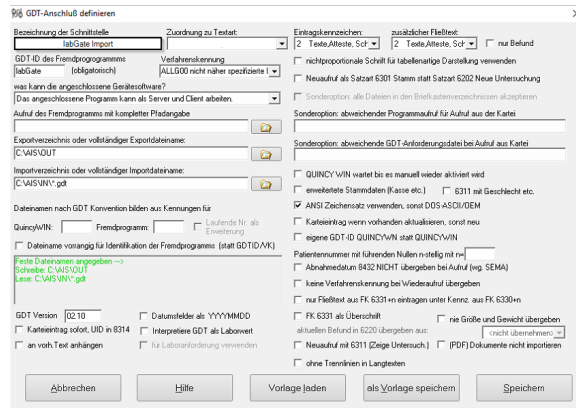 GDT-Anschluß definieren
Bezeichnung der Schnittstelle
labGate Import
Zuordnung zu Textart:
GDT-ID des Fremdprogrogramms
labGate
(obligatorisch)
Verfahrenskennung
ALLG00 nicht näher spezifizierte
was kann die angeschlossene Gerätesoftware?
Das angeschlossene Programm kann als Server und Client arbeiten.
Aufruf des Fremdprogramms mit kompletter Pfadangabe
Exportverzeichnis oder vollständiger Exportdateiname:
C:\AIS\OUT
Importverzeichnis oder vollständiger Importdateiname:
C:\AIS\IN\*.gdt
Dateinamen nach GDT Konvention bilden aus Kennungen für
QuincyWIN:
Fremdprogramm:
Laufende Nr. als Erweiterung
Dateiname vorrangig für Identifikation der Fremdprogramms (statt GDTID/VK)
Feste Dateinamen angegeben -->
Schreibe: C:\AIS\OUT
Lese: C:\AIS\IN\*.gdt
GDT Version
02.10
Datumsfelder als YYYYMMDD
Karteieintrag sofort, UID in 8314
Interpretiere GDT als Laborwert
an vorh.Text anhängen
für Laboranforderung verwenden
Eintragskennzeichen:
2 Texte,Atteste, Sch
zusätzlicher Fließtext:
2 Texte,Atteste, Sch
nur Befund
nichtproportionale Schrift für tabellenartige Darstellung verwenden
Neuaufruf als Satzart 6301 Stamm statt Satzart 6202 Neue Untersuchung
Sonderoption: alle Dateien in den Briefkastenverzeichnissen akzeptieren
Sonderoption: abweichender Programmaufruf für Aufruf aus der Kartei
Sonderoption: abweichende GDT-Anforderungsdatei bei Aufruf aus Kartei
QUINCY WIN wartet bis es manuell wieder aktiviert wird
erweitertete Stammdaten (Kasse etc.)
6311 mit Geschlecht etc.
ANSI Zeichensatz verwenden, sonst DOS-ASCII/DEM
Karteieintrag wenn vorhanden aktualisieren, sonst neu
eigene GDT-ID QUINCYWN statt QUINCYWIN
Patientennummer mit führenden Nullen n-stellig mit n=
Abnahmedatum 8432 NICHT übergeben bei Aufruf (wg. SEMA)
keine Verfahrenskennung bei Wiederaufruf übergeben
nur Fließtext aus FK 6331+n eintragen unter Kennz. aus FK 6330+n
FK 6331 als Überschrift
nie Größe und Gewicht übergeben
aktuellen Befund in 6220 übergeben aus:
<nicht übernehmen>
Neuaufruf mit 6311 (Zeige Untersuch.)
(PDF) Dokumente nicht importieren
ohne Trennlinien in Langtexten
Abbrechen
Hilfe
Vorlage laden
als Vorlage speichern
Speichern